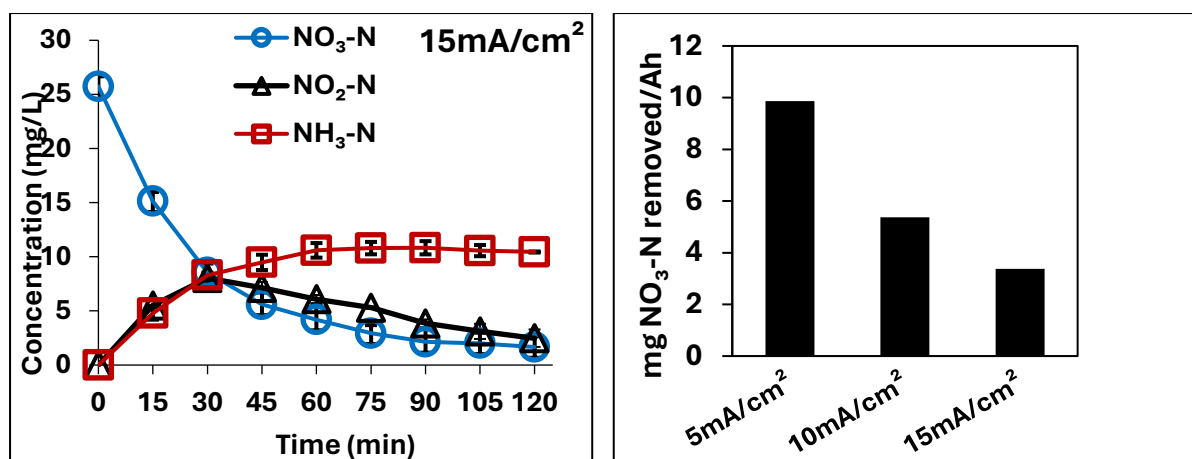 15mA/cm²
NO₃-N
NO₂-N
NH₃-N
Concentration (mg/L)
30
25
20
15
10
5
0
0 15 30 45 60 75 90 105 120
Time (min)
mg NO₃-N removed/Ah
12
10
8
6
4
2
0
5mA/cm²
10mA/cm²
15mA/cm²